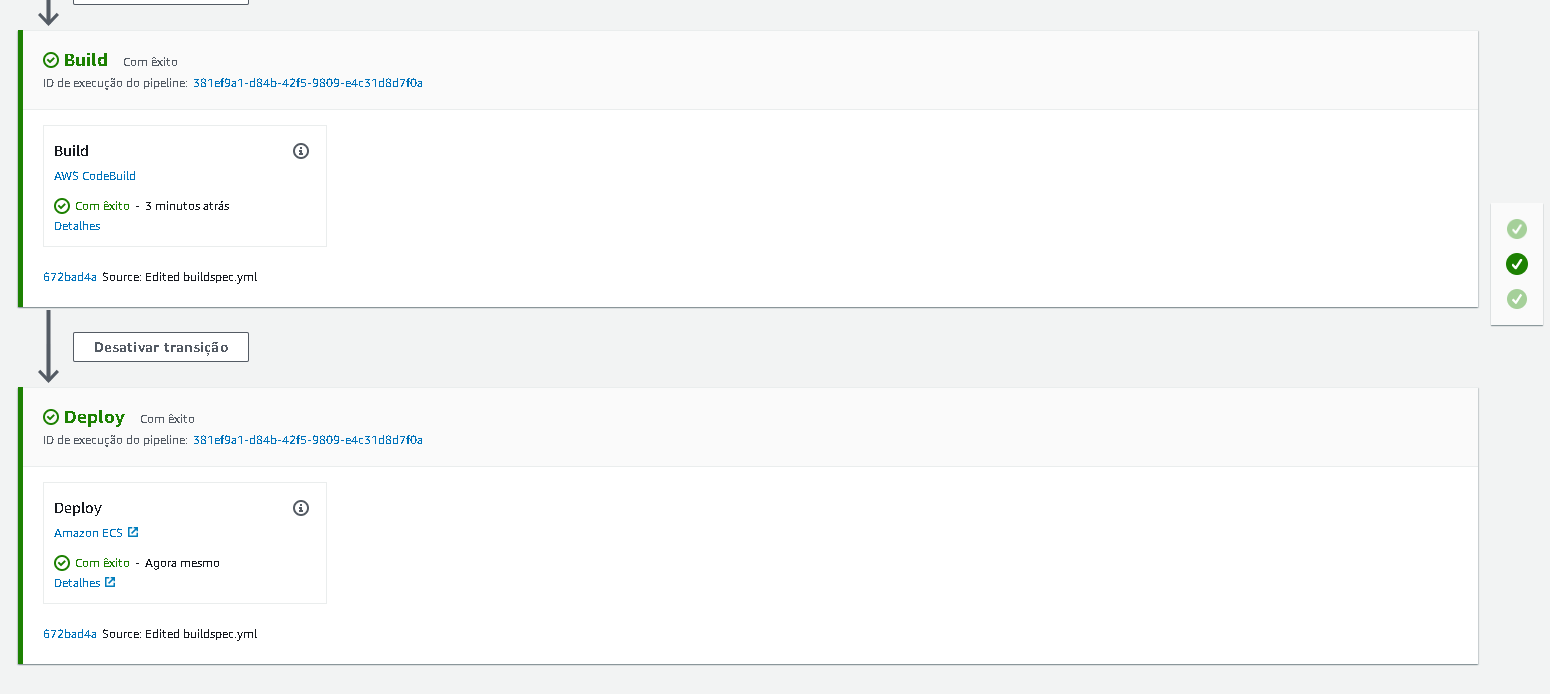 Build Com êxito
ID de execução do pipeline: 381ef9a1-d84b-42f5-9809-e4c31d8d7f0a
Build
AWS CodeBuild
Com êxito - 3 minutos atrás
Detalhes
672bad4a Source: Edited buildspec.yml
Desativar transição
Deploy Com êxito
ID de execução do pipeline: 381ef9a1-d84b-42f5-9809-e4c31d8d7f0a
Deploy
Amazon ECS
Com êxito - Agora mesmo
Detalhes
672bad4a Source: Edited buildspec.yml